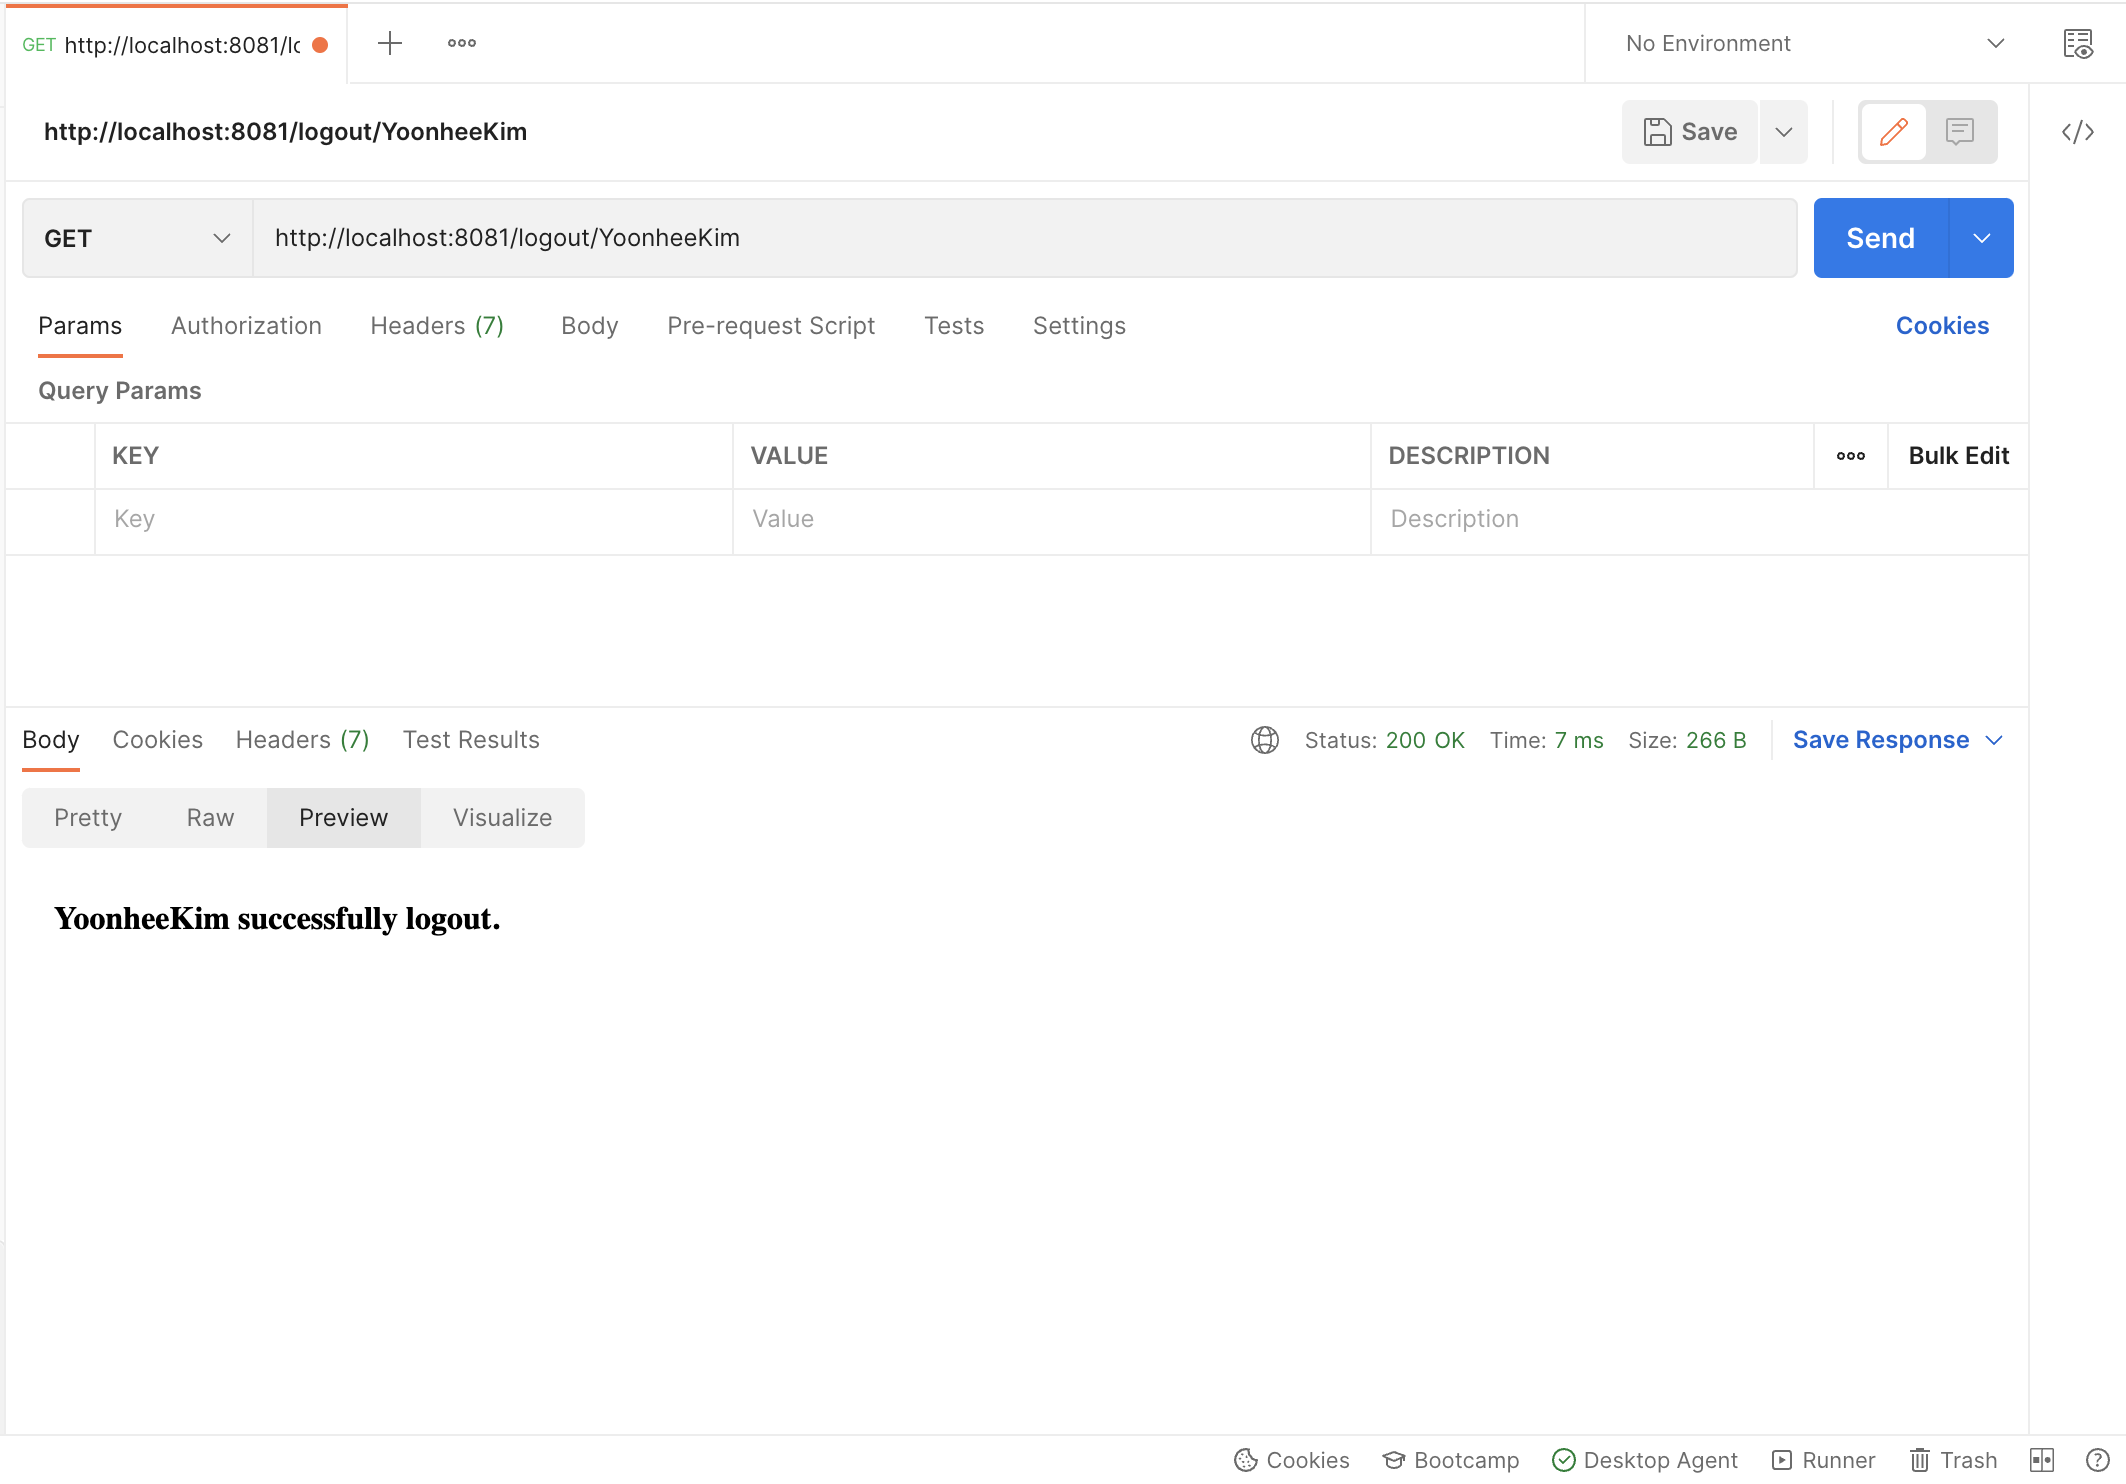 GET http://localhost:8081/lo
No Environment
http://localhost:8081/logout/YoonheeKim
Save
GET http://localhost:8081/logout/YoonheeKim Send
Params Authorization Headers (7) Body Pre-request Script Tests Settings Cookies
Query Params
KEY VALUE DESCRIPTION Bulk Edit
Key Value Description
Body Cookies Headers (7) Test Results Status: 200 OK Time: 7 ms Size: 266 B Save Response
Pretty Raw Preview Visualize
YoonheeKim successfully logout.
Cookies Bootcamp Desktop Agent Runner Trash